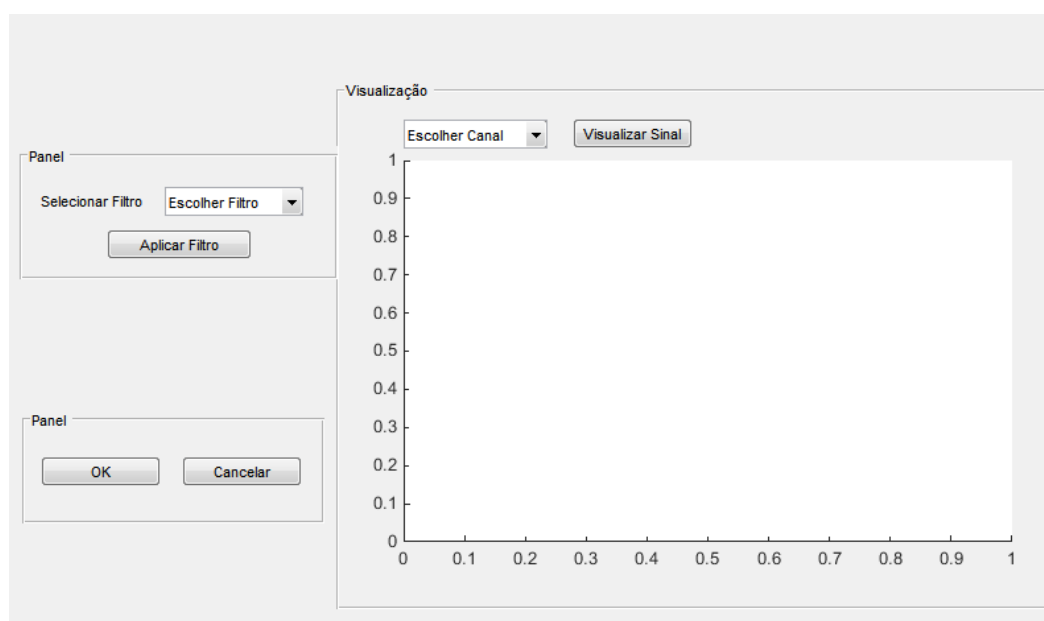 Visualização
Escolher Canal
Visualizar Sinal
Panel
Selecionar Filtro
Escolher Filtro
Aplicar Filtro
Panel
OK
Cancelar
1
0.9
0.8
0.7
0.6
0.5
0.4
0.3
0.2
0.1
0
0 0.1 0.2 0.3 0.4 0.5 0.6 0.7 0.8 0.9 1